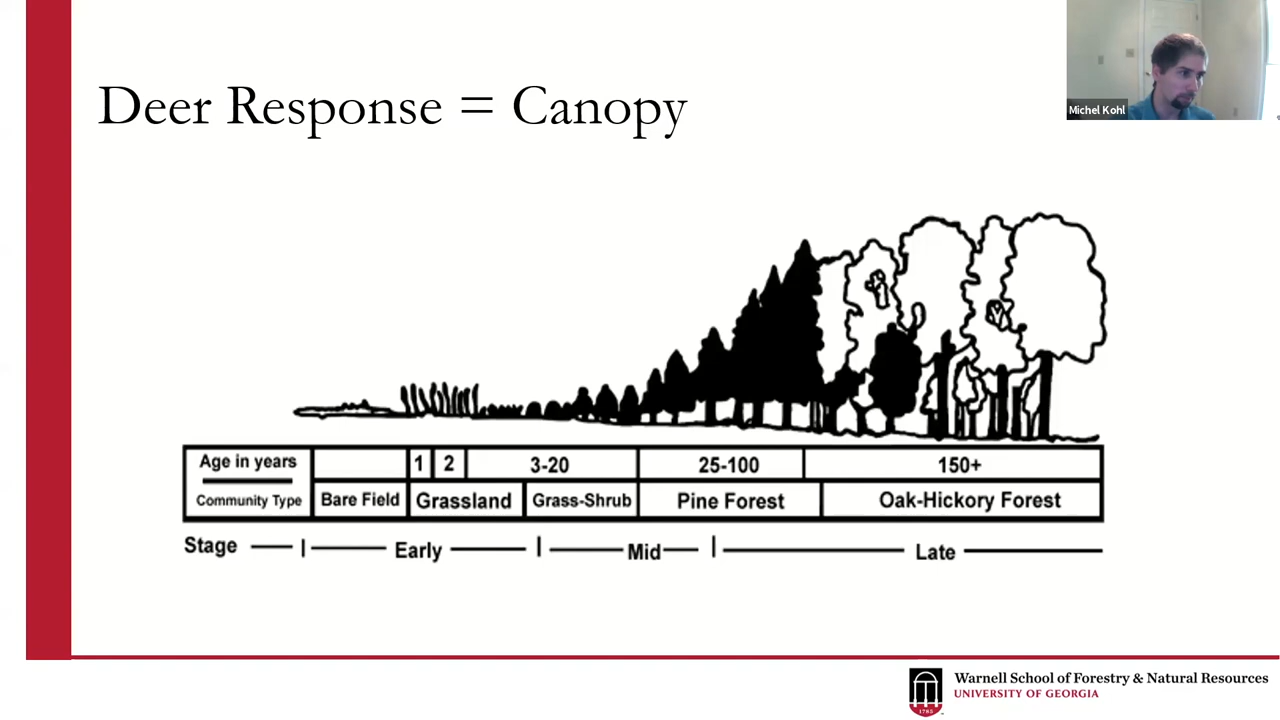 Deer Response = Canopy
Michel Kohl
Age in years
1
2
3-20
25-100
150+
Community Type
Bare Field
Grassland
Grass-Shrub
Pine Forest
Oak-Hickory Forest
Stage
Early
Mid
Late
1785
Warnell School of Forestry & Natural Resources
UNIVERSITY OF GEORGIA